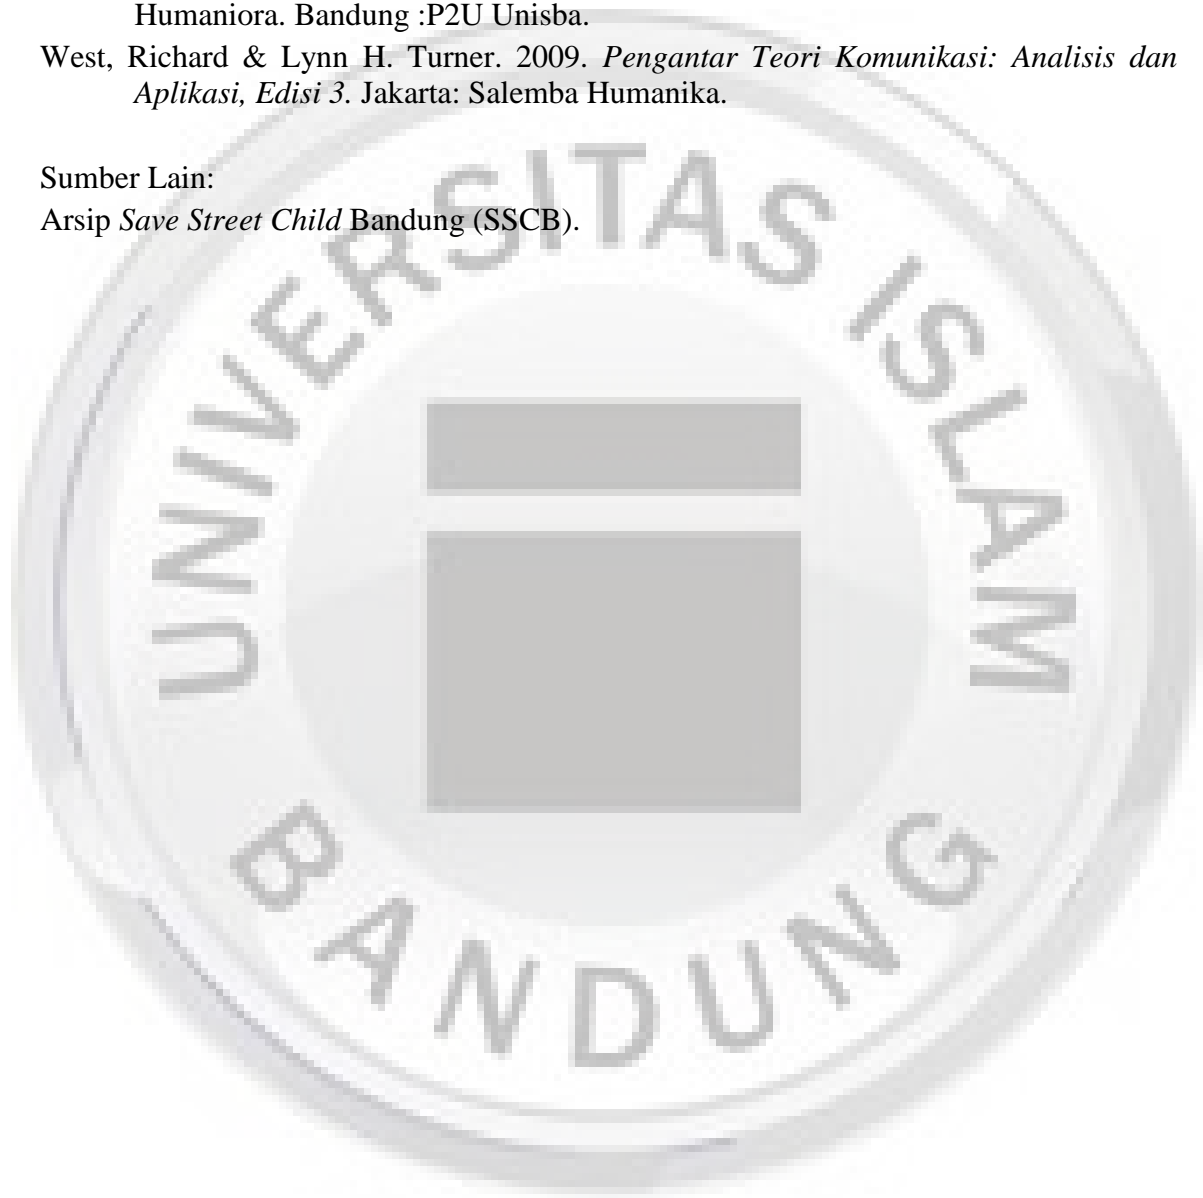 Humaniora. Bandung :P2U Unisba.
West, Richard & Lynn H. Turner. 2009. Pengantar Teori Komunikasi: Analisis dan
Aplikasi, Edisi 3. Jakarta: Salemba Humanika.
Sumber Lain:
Arsip Save Street Child Bandung (SSCB).
UNIVERSITAS ISLAM
BANDUNG